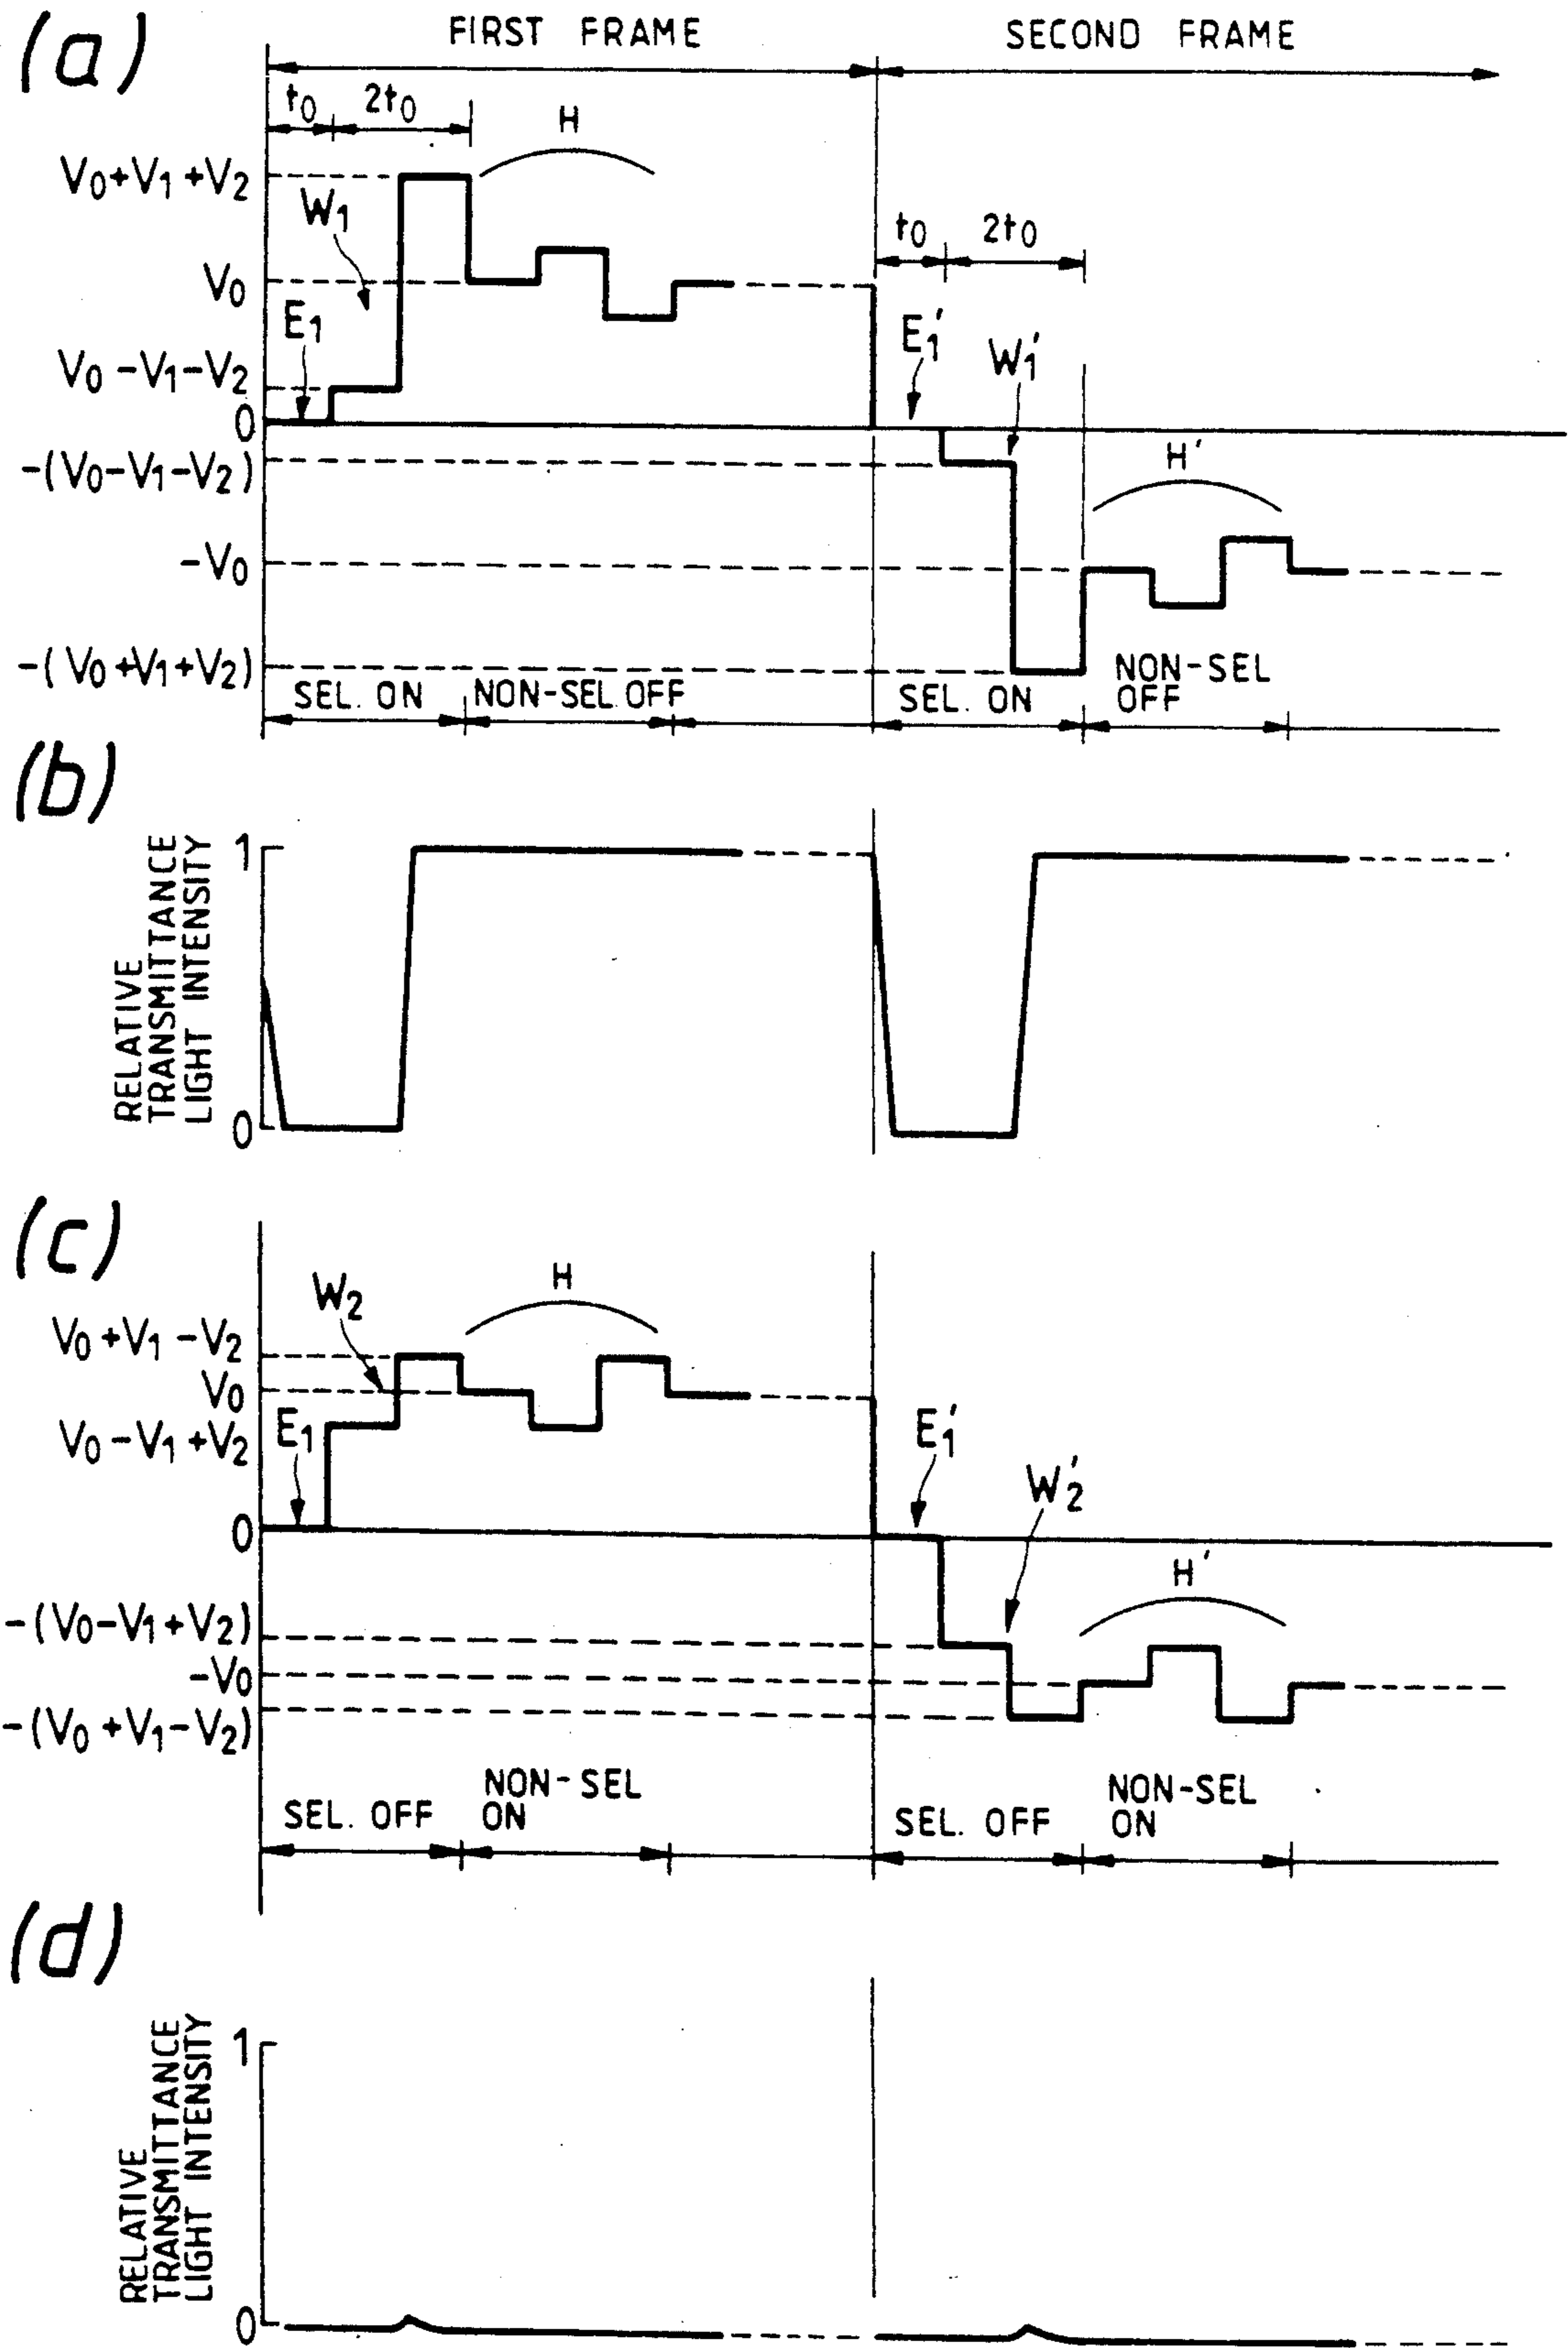 (a)
FIRST FRAME
SECOND FRAME
t0
2t0
H
V0+V1+V2
W1
t0
2t0
V0
E1
E1'
W1'
V0-V1-V2
0
-(V0-V1-V2)
H'
-V0
-(V0+V1+V2)
SEL. ON
NON-SEL.OFF
SEL. ON
NON-SEL
OFF
(b)
RELATIVE
TRANSMITTANCE
LIGHT INTENSITY
1
0
(c)
W2
H
V0+V1-V2
V0
E1
E1'
V0-V1+V2
W2'
0
H'
-(V0-V1+V2)
-V0
-(V0+V1-V2)
SEL. OFF
NON-SEL
ON
SEL. OFF
NON-SEL
ON
(d)
RELATIVE
TRANSMITTANCE
LIGHT INTENSITY
1
0